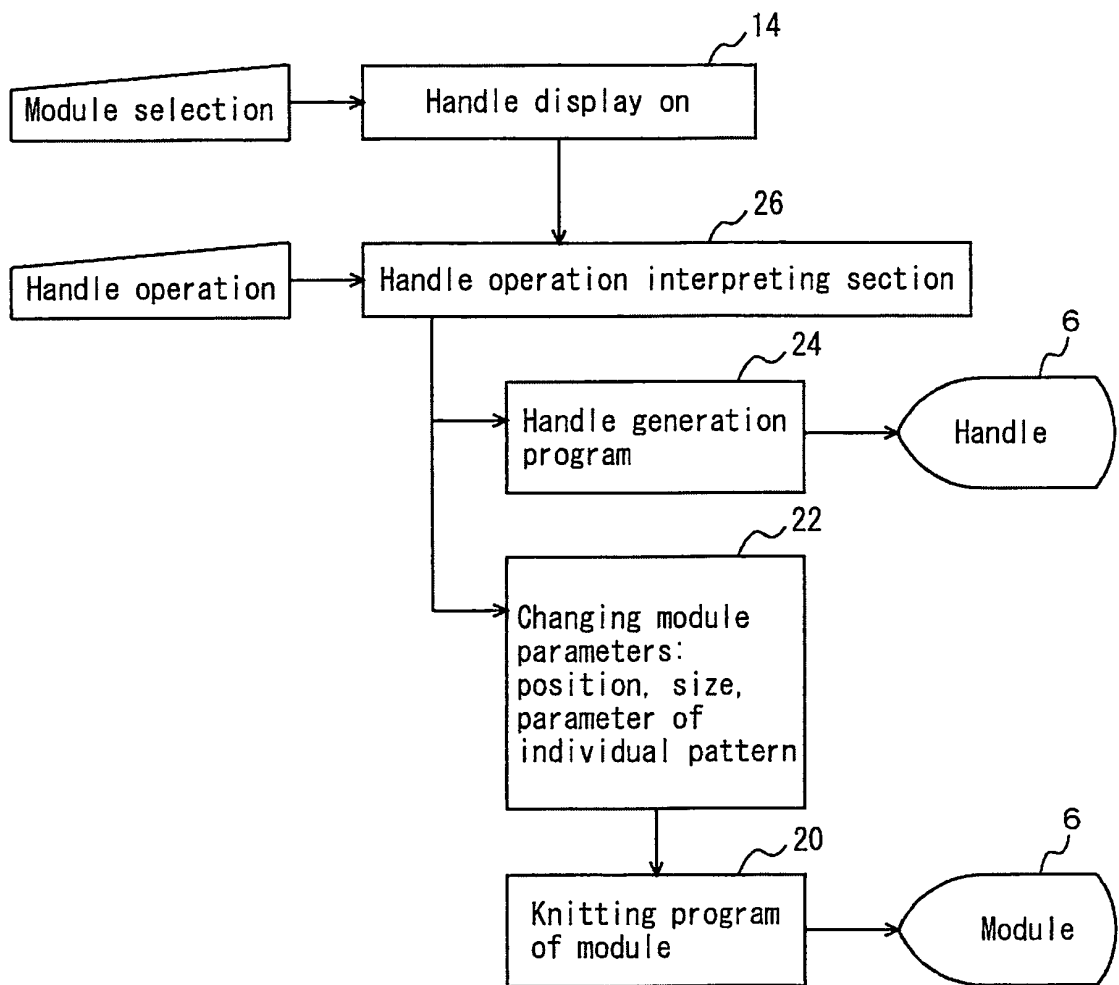 14
Module selection
Handle display on
26
Handle operation
Handle operation interpreting section
24
6
Handle generation
program
Handle
22
Changing module
parameters:
position, size,
parameter of
individual pattern
20
6
Knitting program
of module
Module